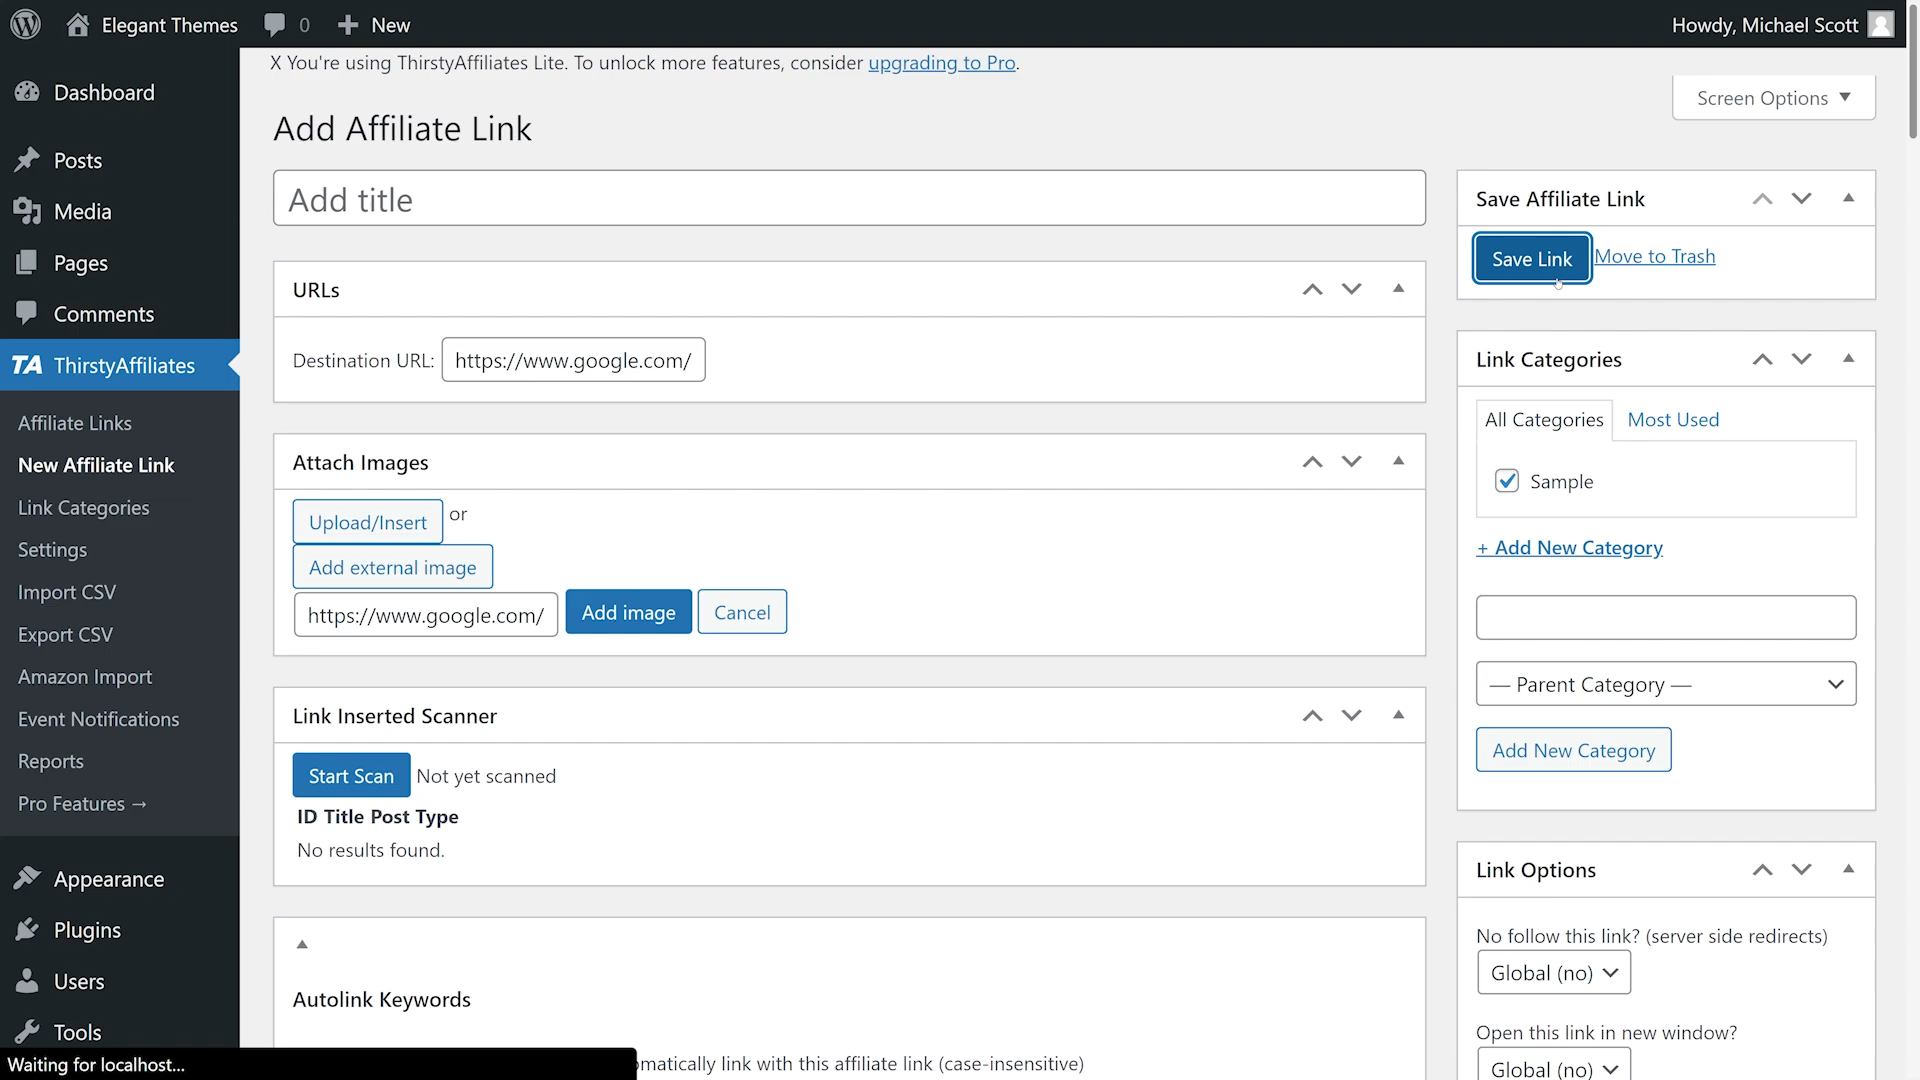 Elegant Themes
0
New
Howdy, Michael Scott
X You're using ThirstyAffiliates Lite. To unlock more features, consider upgrading to Pro.
Screen Options
Dashboard
Posts
Media
Pages
Comments
TA ThirstyAffiliates
Affiliate Links
New Affiliate Link
Link Categories
Settings
Import CSV
Export CSV
Amazon Import
Event Notifications
Reports
Pro Features →
Appearance
Plugins
Users
Tools
Waiting for localhost...
Add Affiliate Link
Add title
URLs
Destination URL: https://www.google.com/
Attach Images
Upload/Insert or
Add external image
https://www.google.com/ Add image Cancel
Link Inserted Scanner
Start Scan Not yet scanned
ID Title Post Type
No results found.
Autolink Keywords
matically link with this affiliate link (case-insensitive)
Save Affiliate Link
Save Link Move to Trash
Link Categories
All Categories Most Used
Sample
+ Add New Category
— Parent Category —
Add New Category
Link Options
No follow this link? (server side redirects)
Global (no)
Open this link in new window?
Global (no)